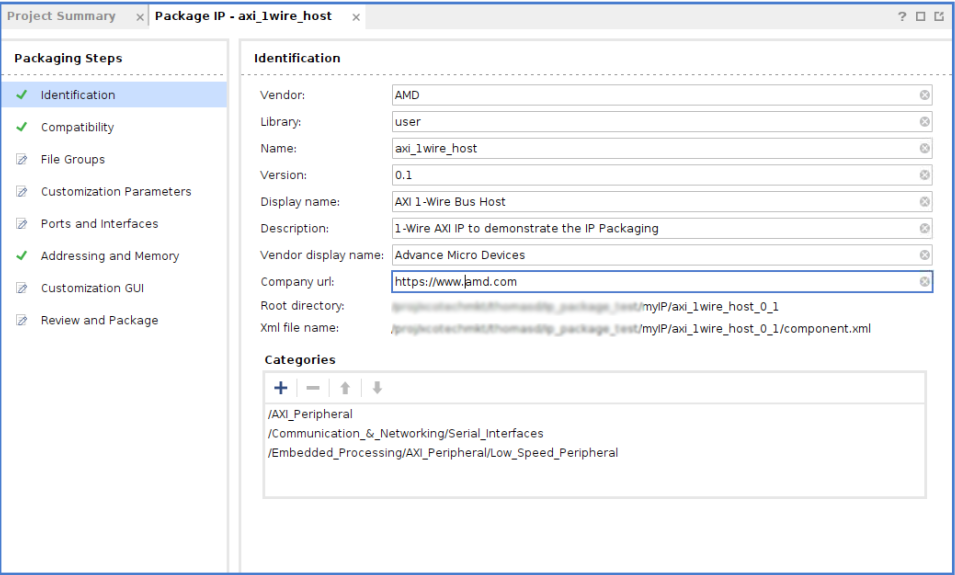 Project Summary × Package IP - axi_1wire_host × ?
Packaging Steps
Identification
Compatibility
File Groups
Customization Parameters
Ports and Interfaces
Addressing and Memory
Customization GUI
Review and Package
Identification
Vendor: AMD
Library: user
Name: axi_1wire_host
Version: 0.1
Display name: AXI 1-Wire Bus Host
Description: 1-Wire AXI IP to demonstrate the IP Packaging
Vendor display name: Advance Micro Devices
Company url: https://www.amd.com
Root directory: /myIP/axi_1wire_host_0_1
Xml file name: /myIP/axi_1wire_host_0_1/component.xml
Categories
/AXI_Peripheral
/Communication_&_Networking/Serial_Interfaces
/Embedded_Processing/AXI_Peripheral/Low_Speed_Peripheral